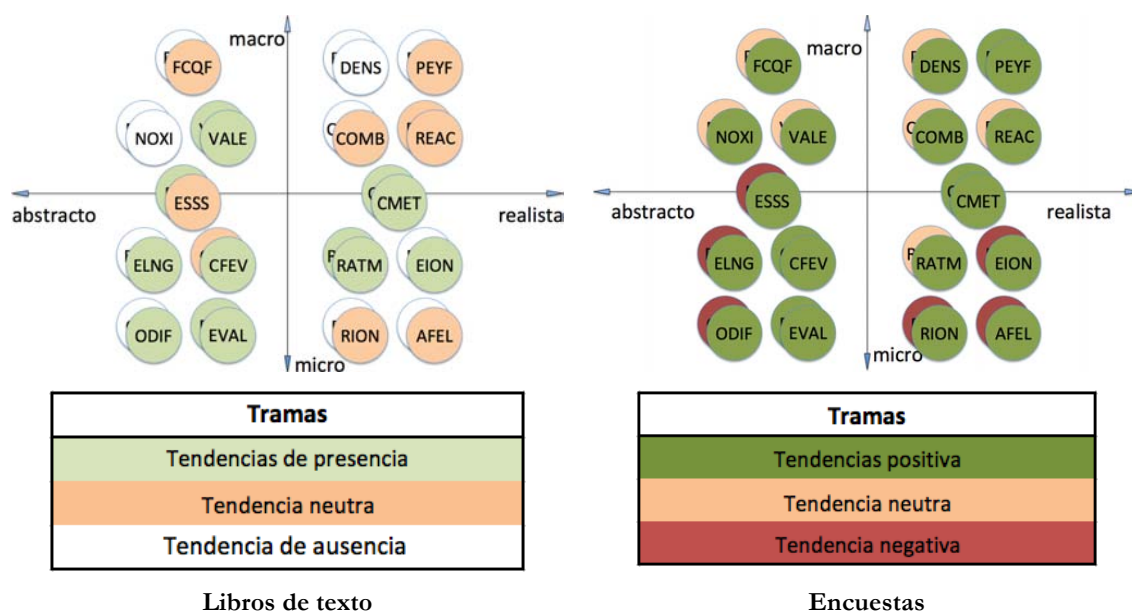 macro
FCQF
DENS
PEYF
NOXI
VALE
COMB
REAC
ESSS
CMET
abstracto
realista
ELNG
CFEV
RATM
EION
ODIF
EVAL
RION
AFEL
micro
Tramas
Tendencias de presencia
Tendencia neutra
Tendencia de ausencia
Libros de texto
macro
FCQF
DENS
PEYF
NOXI
VALE
COMB
REAC
ESSS
CMET
abstracto
realista
ELNG
CFEV
RATM
EION
ODIF
EVAL
RION
AFEL
micro
Tramas
Tendencias positiva
Tendencia neutra
Tendencia negativa
Encuestas